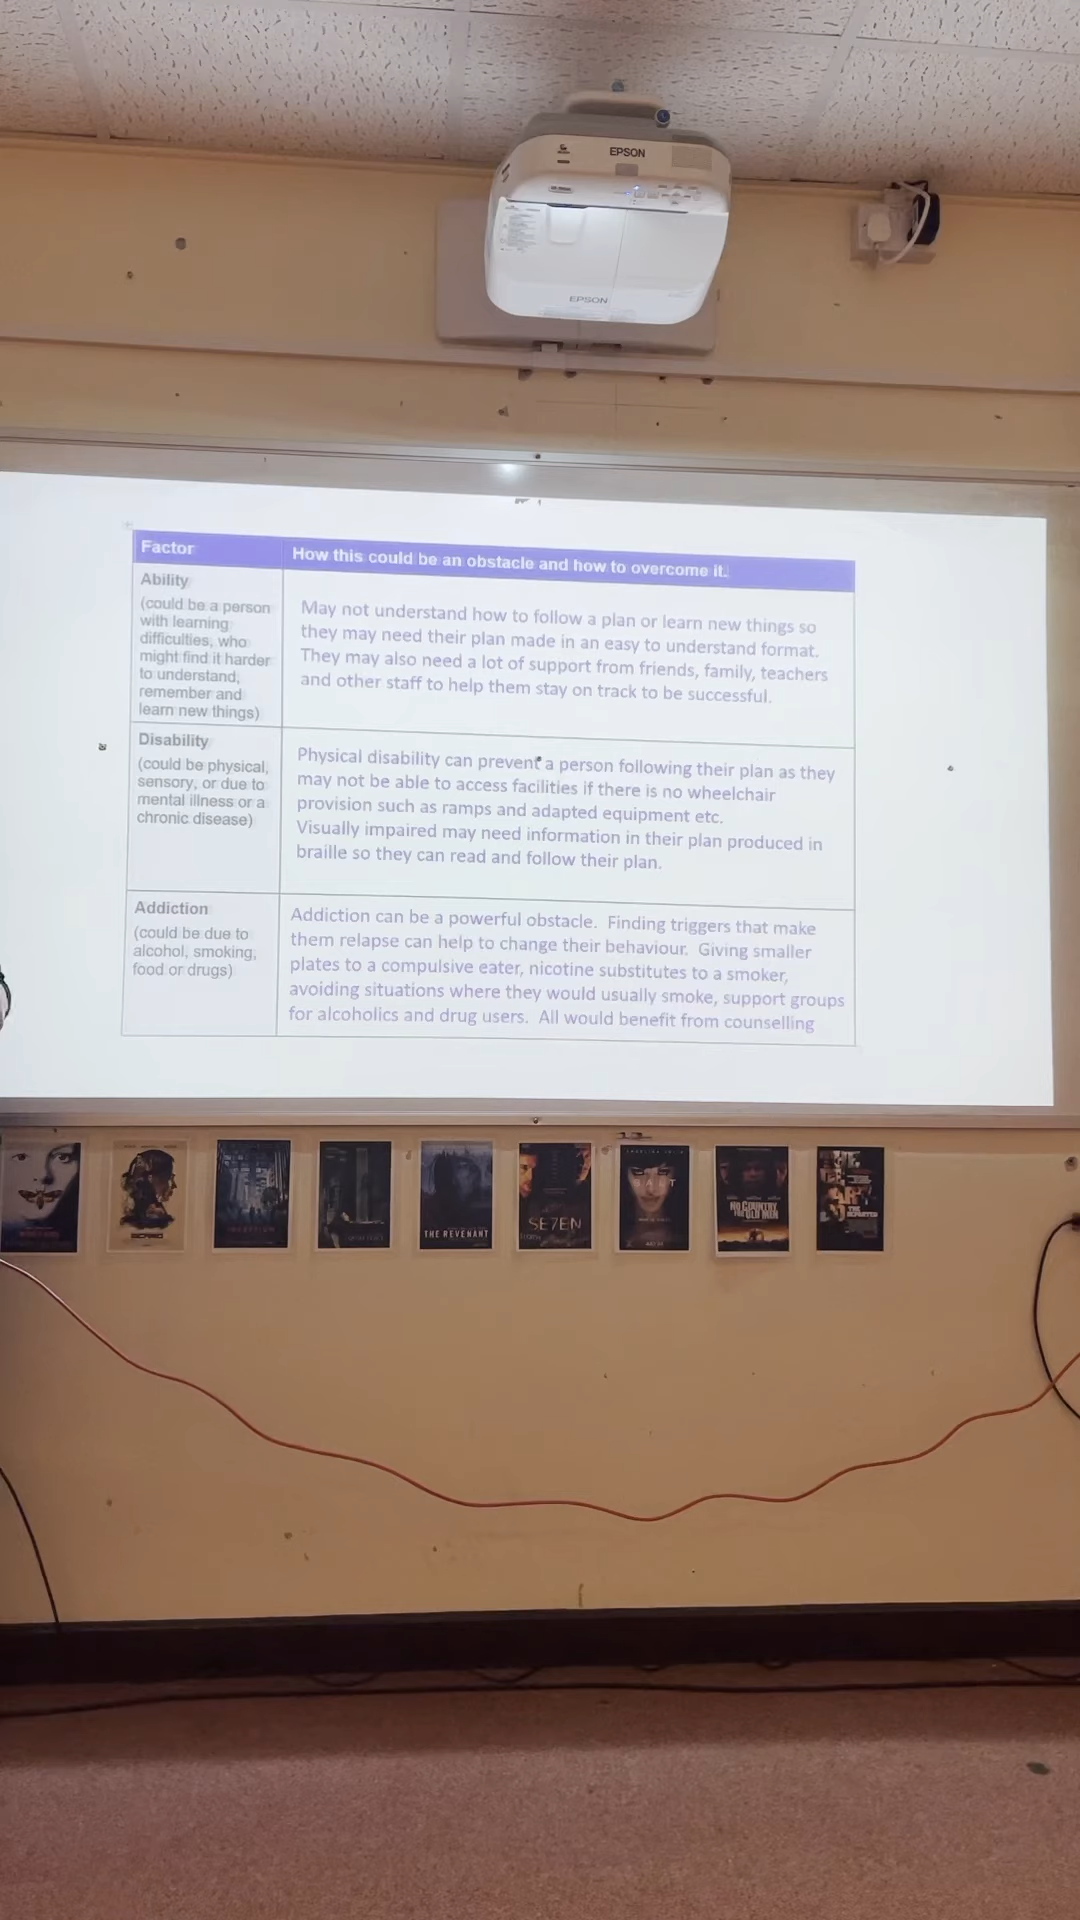 EPSON
EPSON
Factor
How this could be an obstacle and how to overcome it.
Ability
(could be a person
with learning
difficulties, who
might find it harder
to understand,
remember and
learn new things)
May not understand how to follow a plan or learn new things so
they may need their plan made in an easy to understand format.
They may also need a lot of support from friends, family, teachers
and other staff to help them stay on track to be successful.
Disability
(could be physical,
sensory, or due to
mental illness or a
chronic disease)
Physical disability can prevent a person following their plan as they
may not be able to access facilities if there is no wheelchair
provision such as ramps and adapted equipment etc.
Visually impaired may need information in their plan produced in
braille so they can read and follow their plan.
Addiction
(could be due to
alcohol, smoking,
food or drugs)
Addiction can be a powerful obstacle. Finding triggers that make
them relapse can help to change their behaviour. Giving smaller
plates to a compulsive eater, nicotine substitutes to a smoker,
avoiding situations where they would usually smoke, support groups
for alcoholics and drug users. All would benefit from counselling
SICARIO
INCEPTION
THE REVENANT
SE7EN
SALT
NO COUNTRY
FOR OLD MEN
THE
DEPARTED